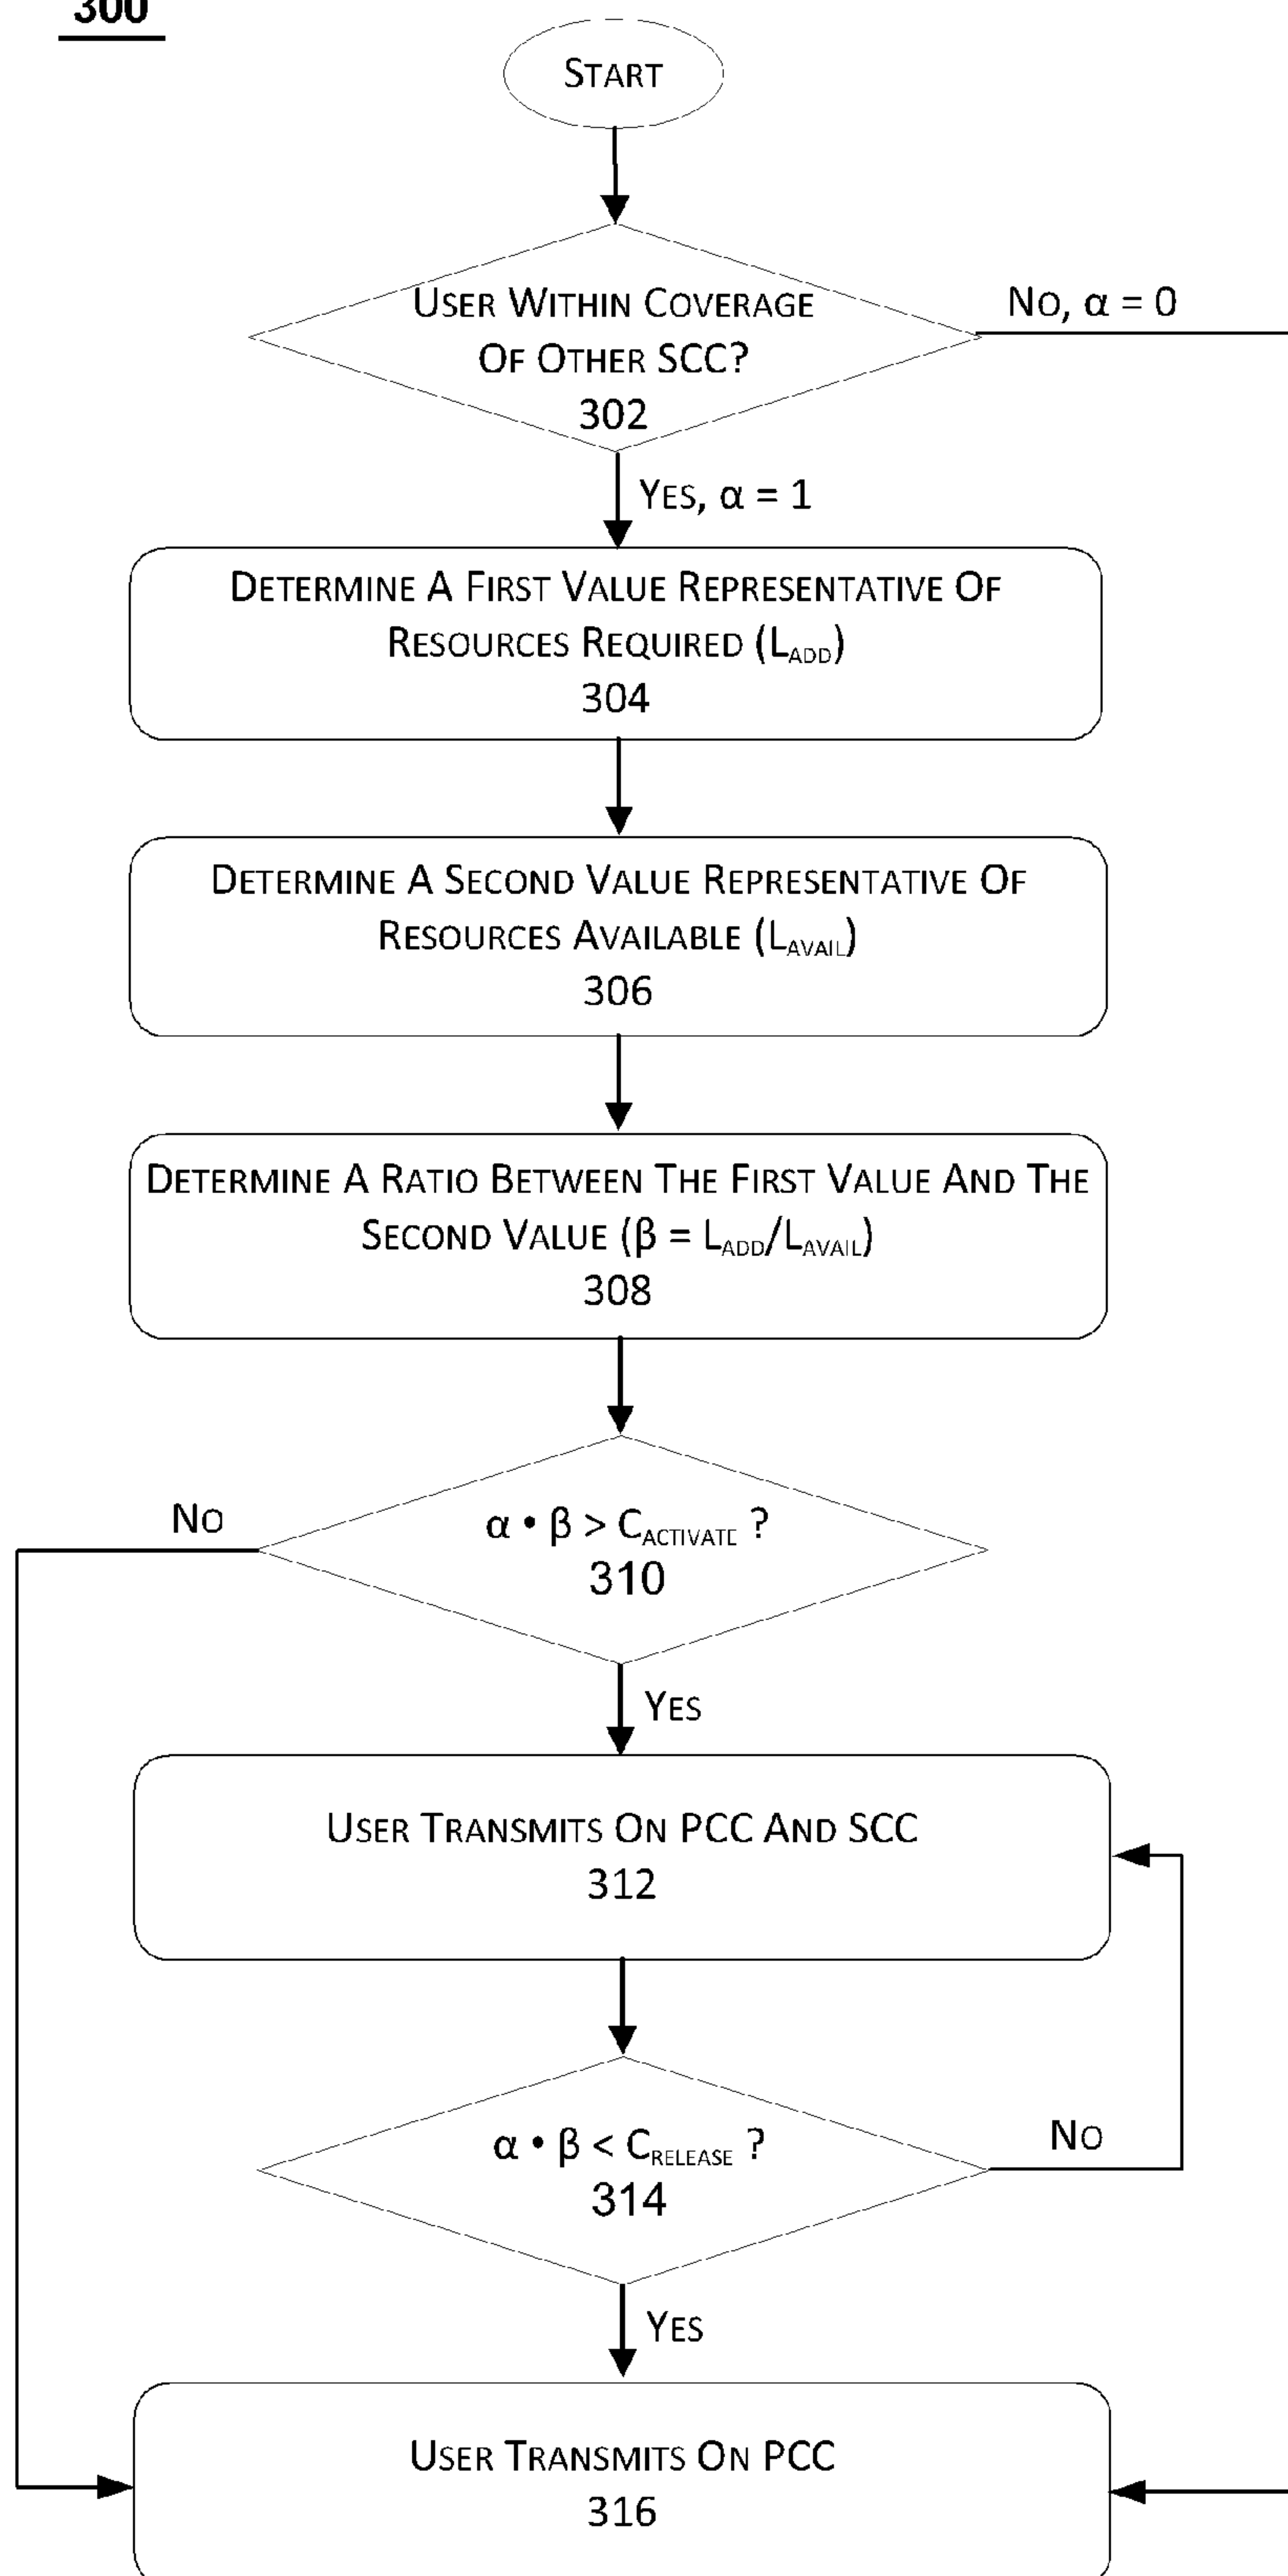 300
START
USER WITHIN COVERAGE
OF OTHER SCC?
302
NO, α = 0
YES, α = 1
DETERMINE A FIRST VALUE REPRESENTATIVE OF
RESOURCES REQUIRED (LADD)
304
DETERMINE A SECOND VALUE REPRESENTATIVE OF
RESOURCES AVAILABLE (LAVAIL)
306
DETERMINE A RATIO BETWEEN THE FIRST VALUE AND THE
SECOND VALUE (β = LADD/LAVAIL)
308
NO
α • β > CACTIVATE ?
310
YES
USER TRANSMITS ON PCC AND SCC
312
α • β < CRELEASE ?
314
NO
YES
USER TRANSMITS ON PCC
316